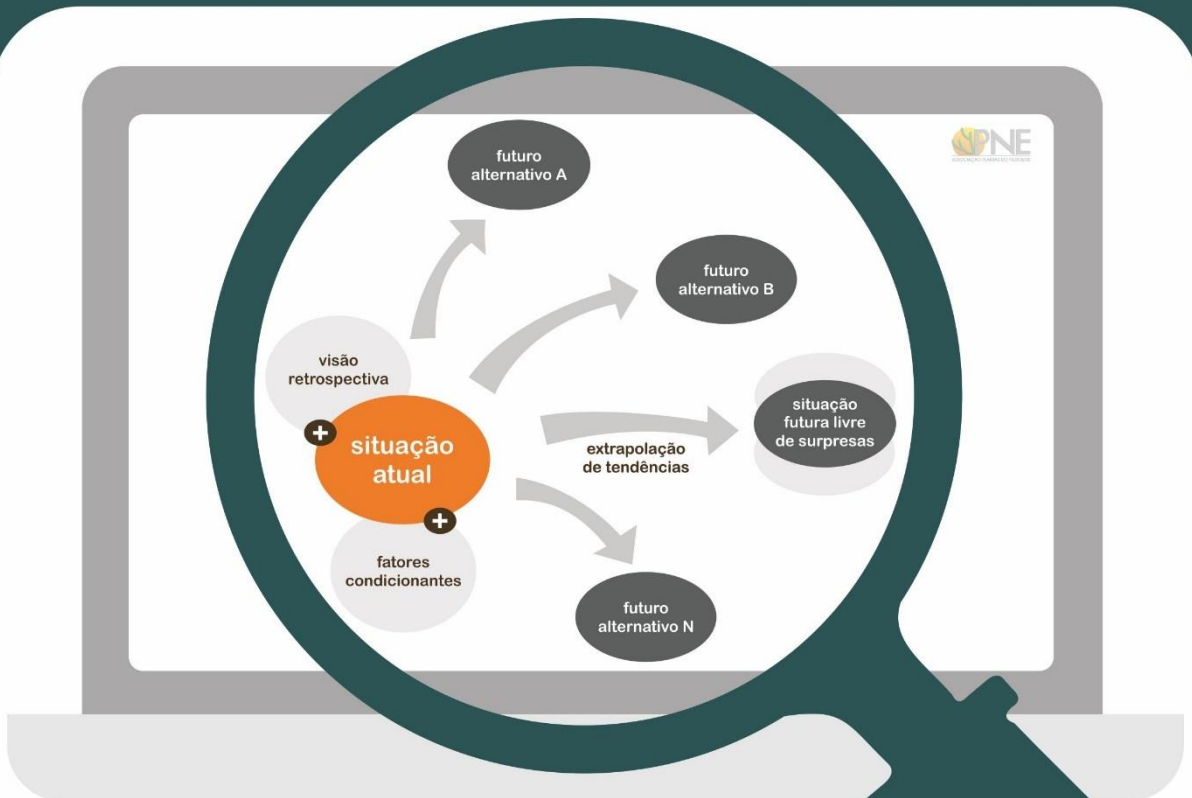 PNE
futuro
alternativo A
futuro
alternativo B
visão
retrospectiva
+
situação
atual
situação
futura livre
de surpresas
extrapolação
de tendências
+
fatores
condicionantes
futuro
alternativo N